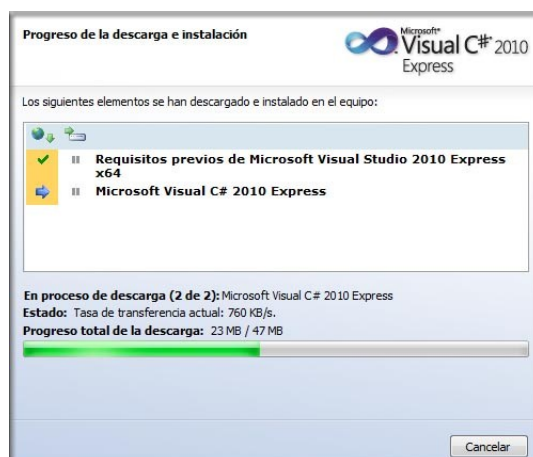 Progreso de la descarga e instalación
Microsoft®
Visual C# 2010
Express
Los siguientes elementos se han descargado e instalado en el equipo:
Requisitos previos de Microsoft Visual Studio 2010 Express
x64
Microsoft Visual C# 2010 Express
En proceso de descarga (2 de 2): Microsoft Visual C# 2010 Express
Estado: Tasa de transferencia actual: 760 KB/s.
Progreso total de la descarga: 23 MB / 47 MB
Cancelar